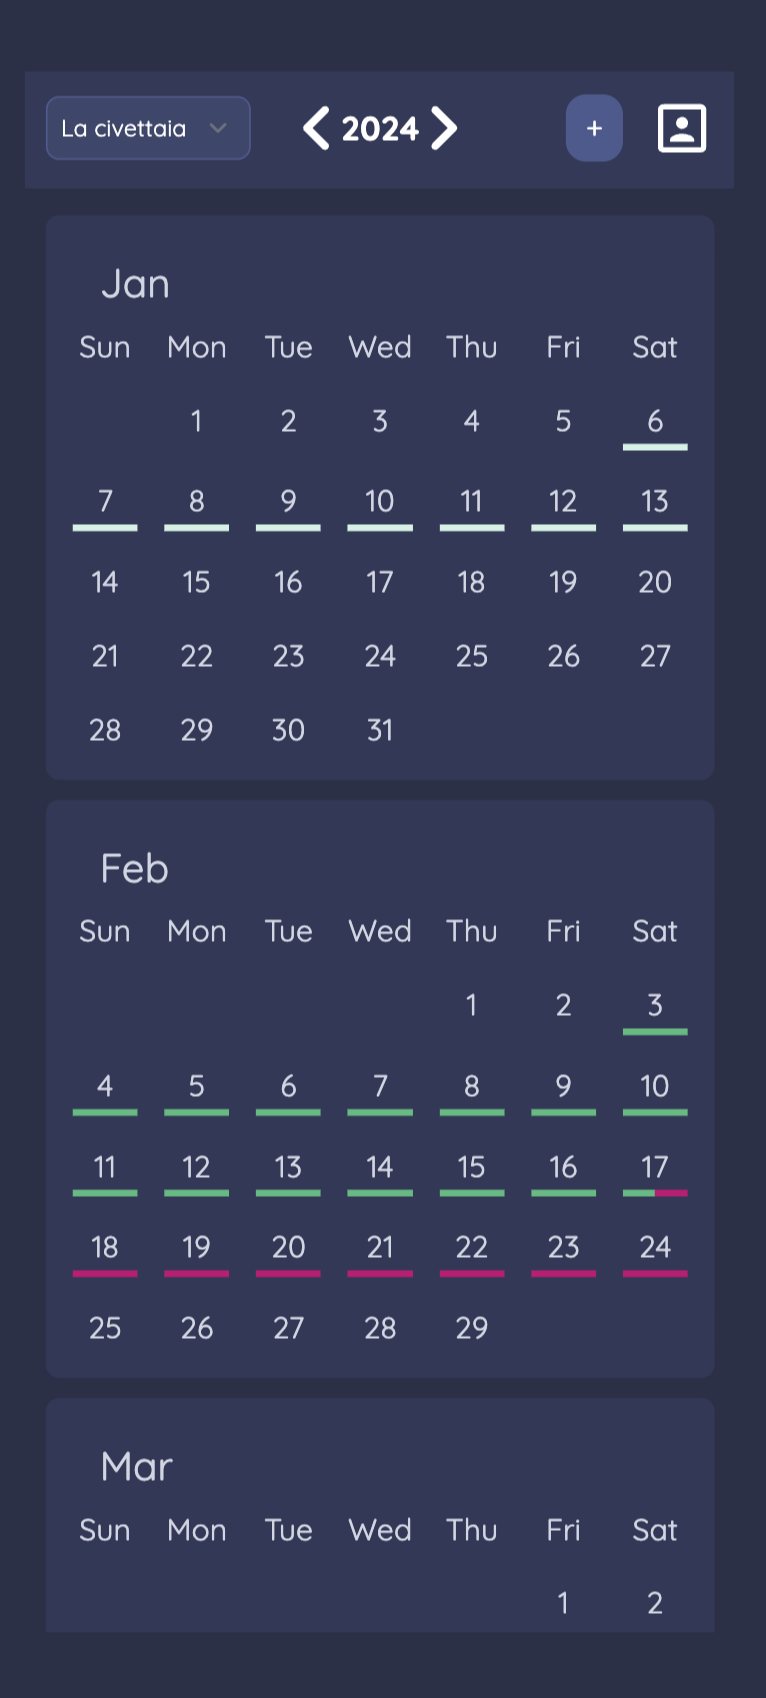 La civettaia 2024 +
Jan
Sun Mon Tue Wed Thu Fri Sat
1 2 3 4 5 6
7 8 9 10 11 12 13
14 15 16 17 18 19 20
21 22 23 24 25 26 27
28 29 30 31
Feb
Sun Mon Tue Wed Thu Fri Sat
1 2 3
4 5 6 7 8 9 10
11 12 13 14 15 16 17
18 19 20 21 22 23 24
25 26 27 28 29
Mar
Sun Mon Tue Wed Thu Fri Sat
1 2